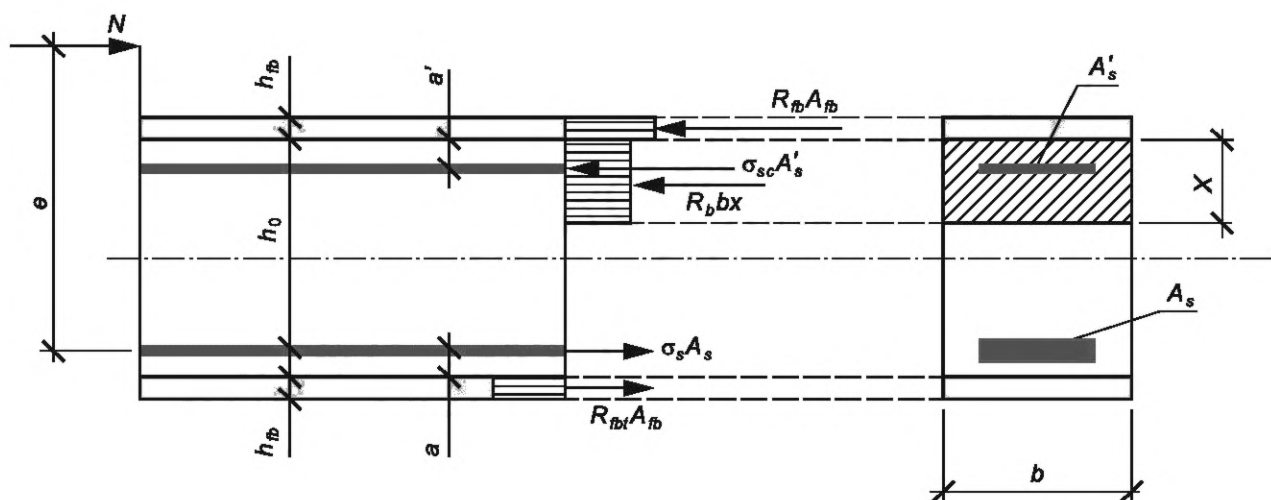 N
e
h_fb
a'
h_0
R_fb A_fb
σ_sc A'_s
R_b bx
σ_s A_s
R_fbt A_fb
h_fb
a
A'_s
X
A_s
b